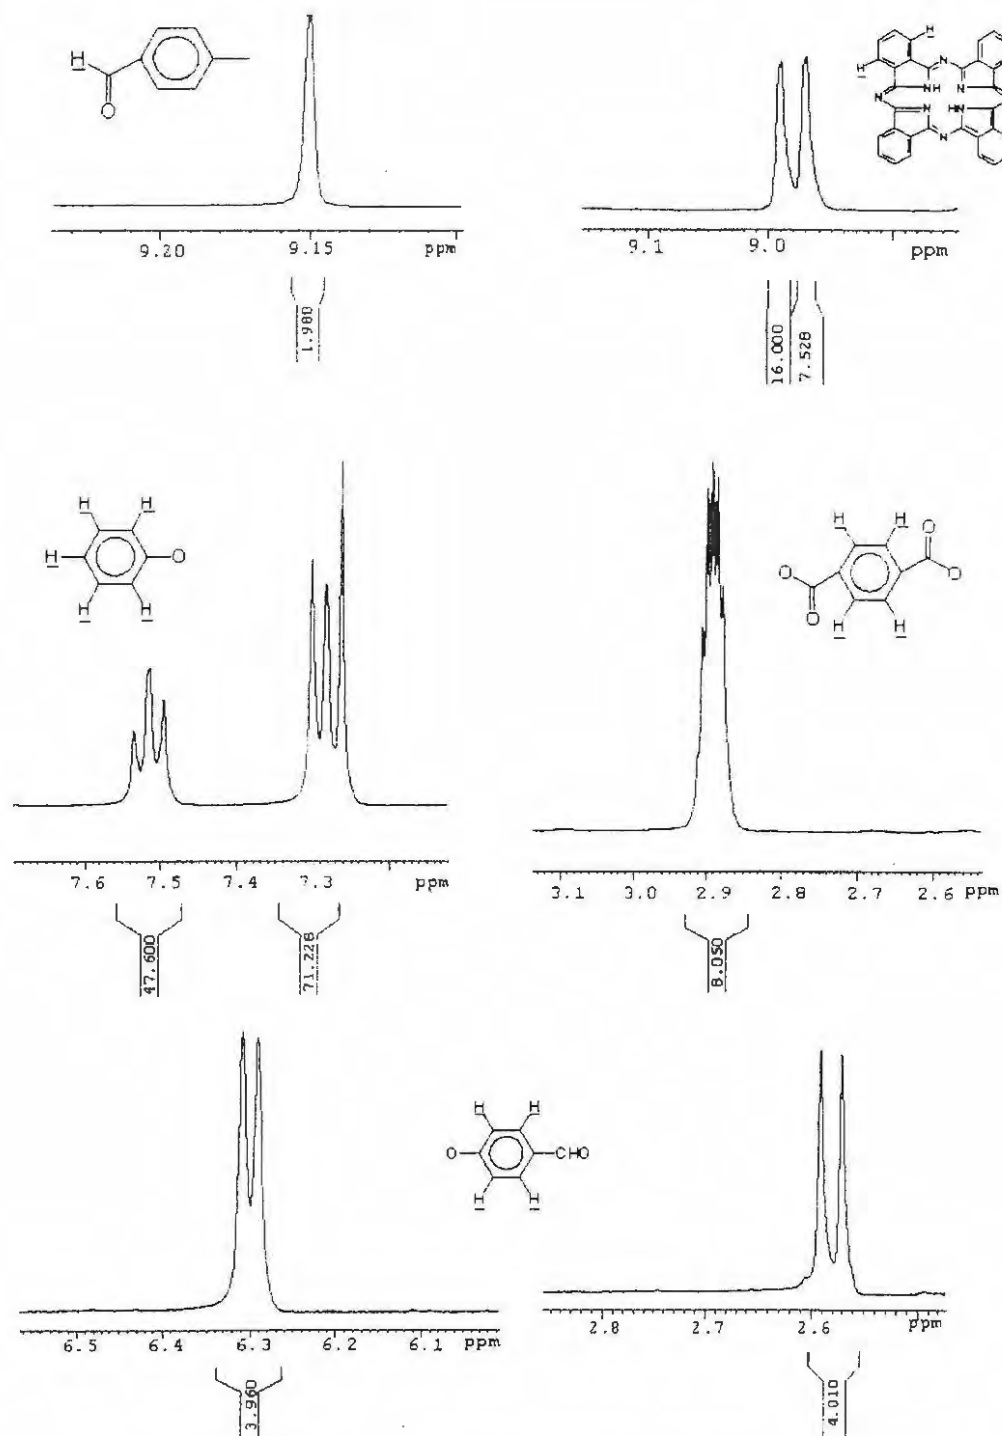 H
O
9.20
9.15
ppm
1.980
H
H
N
N
NH
N
N
HN
N
9.1
9.0
ppm
16.000
7.528
H
H
H
O
H
H
7.6
7.5
7.4
7.3
ppm
47.600
71.228
H
H
O
O
O
O
H
H
3.1
3.0
2.9
2.8
2.7
2.6
ppm
8.050
6.5
6.4
6.3
6.2
6.1
ppm
3.960
H
H
O
CHO
H
H
2.8
2.7
2.6
ppm
4.010